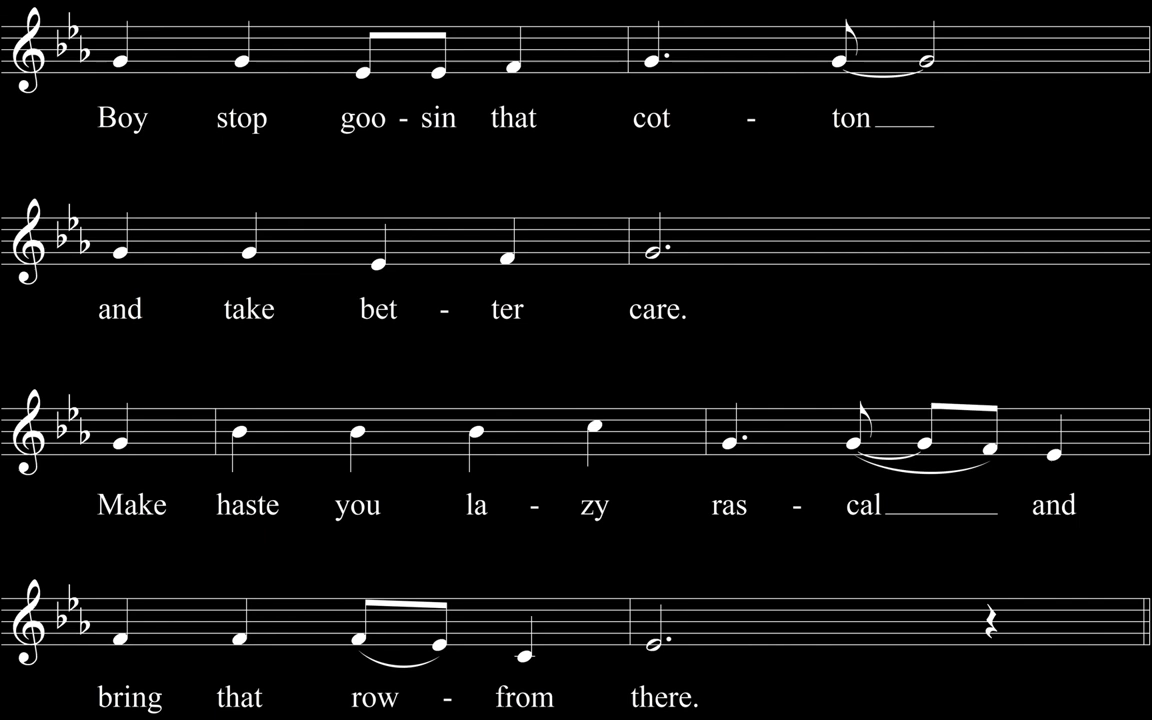 Boy stop goo - sin that cot - ton
and take bet - ter care.
Make haste you la - zy ras - cal and
bring that row - from there.